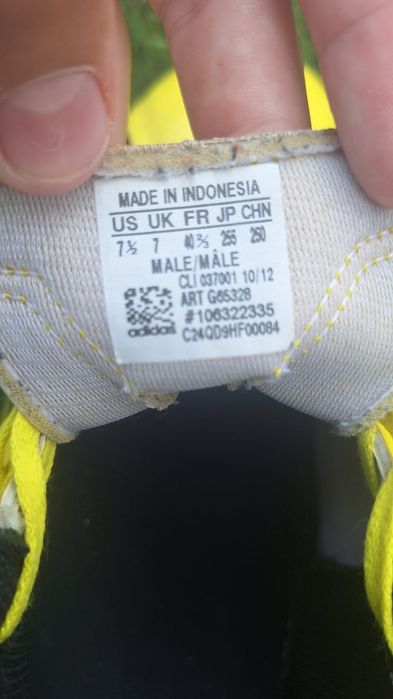 MADE IN INDONESIA
US UK FR JP CHN
7½ 7 40⅔ 255 250
MALE/MÂLE
CLI 037001 10/12
ART G65328
#106322335
adidas C24QD9HF00084